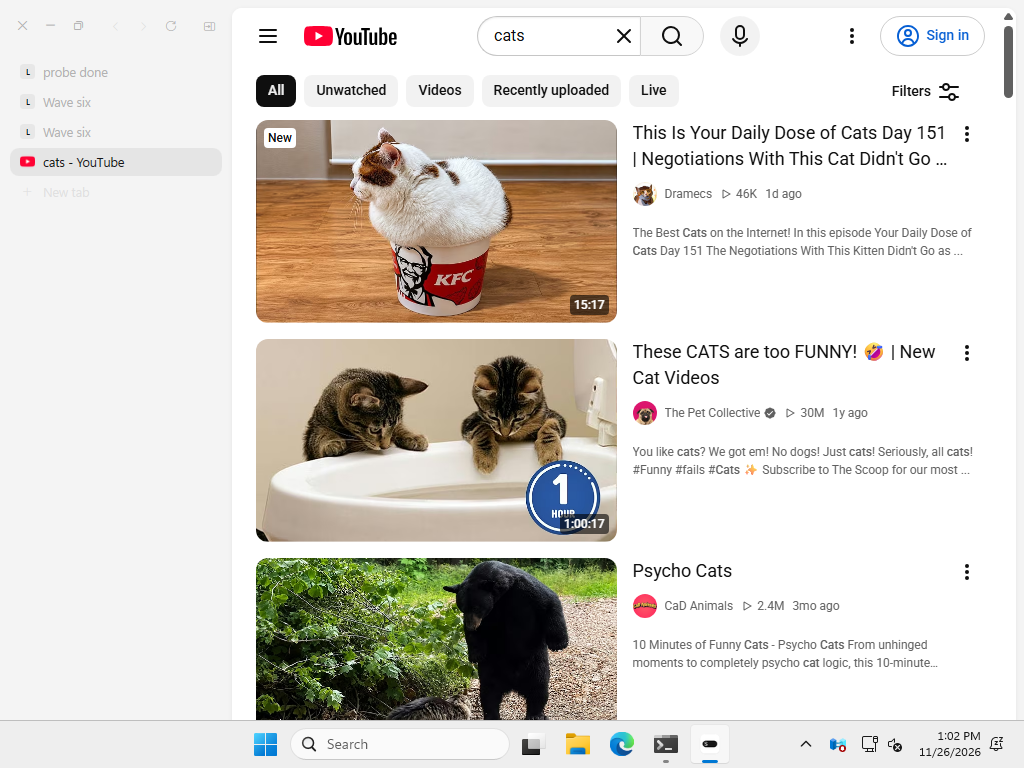 probe done
Wave six
Wave six
cats - YouTube
New tab
YouTube
cats
Sign in
All
Unwatched
Videos
Recently uploaded
Live
Filters
New
KFC
15:17
This Is Your Daily Dose of Cats Day 151
| Negotiations With This Cat Didn't Go ...
Dramecs 46K 1d ago
The Best Cats on the Internet! In this episode Your Daily Dose of
Cats Day 151 The Negotiations With This Kitten Didn't Go as ...
1
HOUR
1:00:17
These CATS are too FUNNY! 🤣 | New
Cat Videos
The Pet Collective 30M 1y ago
You like cats? We got em! No dogs! Just cats! Seriously, all cats!
#Funny #fails #Cats ✨ Subscribe to The Scoop for our most ...
Psycho Cats
CaD Animals 2.4M 3mo ago
10 Minutes of Funny Cats - Psycho Cats From unhinged
moments to completely psycho cat logic, this 10-minute...
Search
1:02 PM
11/26/2026